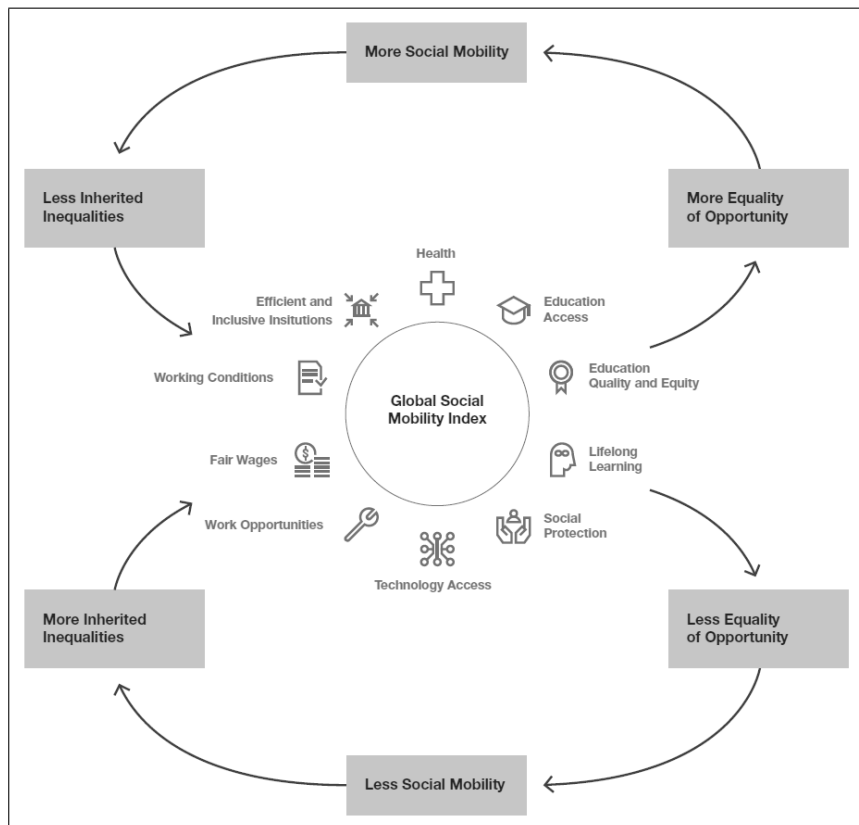 More Social Mobility
Less Inherited
Inequalities
More Equality
of Opportunity
Health
Efficient and
Inclusive Insitutions
Education
Access
Working Conditions
Education
Quality and Equity
Global Social
Mobility Index
Fair Wages
Lifelong
Learning
Work Opportunities
Social
Protection
Technology Access
More Inherited
Inequalities
Less Equality
of Opportunity
Less Social Mobility